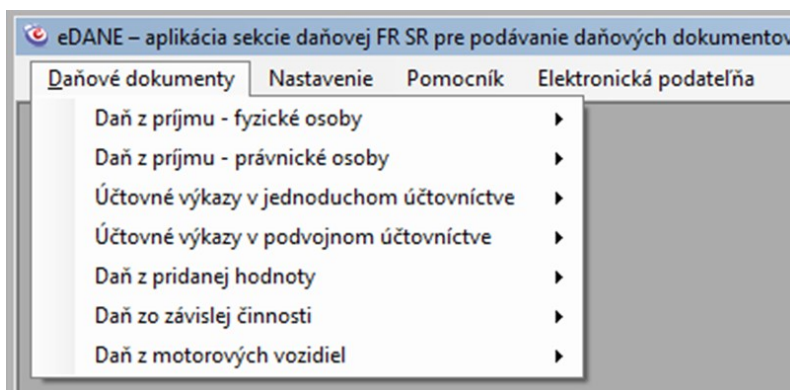 eDANE – aplikácia sekcie daňovej FR SR pre podávanie daňových dokumentov
Daňové dokumenty Nastavenie Pomocník Elektronická podateľňa
Daň z príjmu - fyzické osoby
Daň z príjmu - právnické osoby
Účtovné výkazy v jednoduchom účtovníctve
Účtovné výkazy v podvojnom účtovníctve
Daň z pridanej hodnoty
Daň zo závislej činnosti
Daň z motorových vozidiel